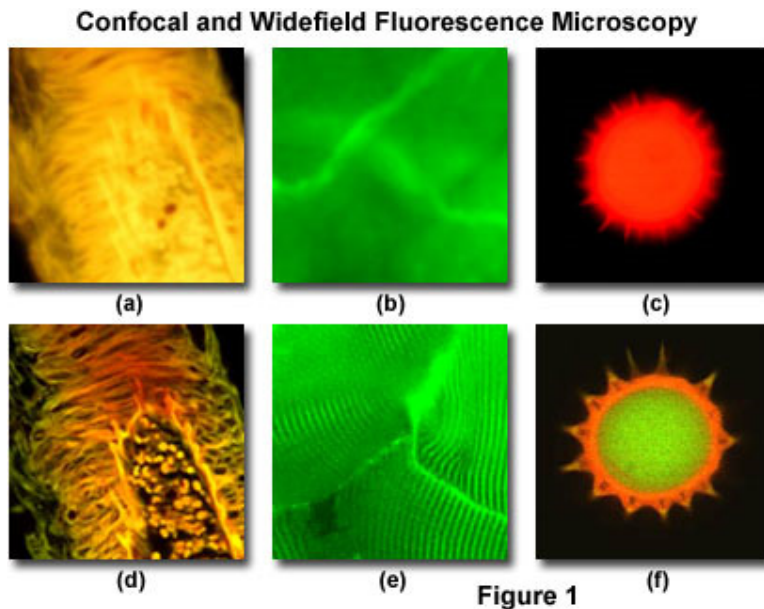 Confocal and Widefield Fluorescence Microscopy
(a) (b) (c)
(d) (e) (f)
Figure 1